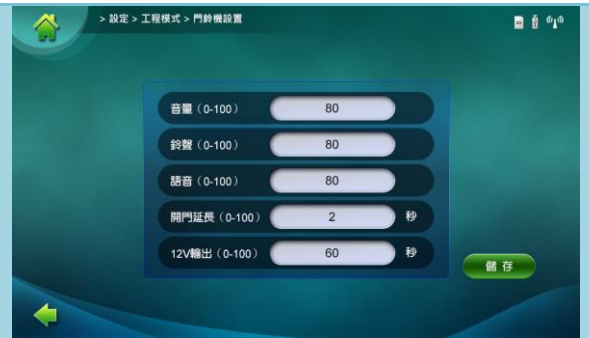 > 設定 > 工程模式 > 門鈴機設置
音量（0-100） 80
鈴聲（0-100） 80
語音（0-100） 80
開門延長（0-100） 2 秒
12V輸出（0-100） 60 秒
儲存